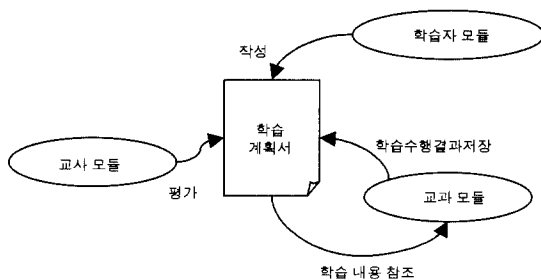 학습자 모듈
작성
학습
계획서
학습수행결과저장
교사 모듈
평가
교과 모듈
학습 내용 참조